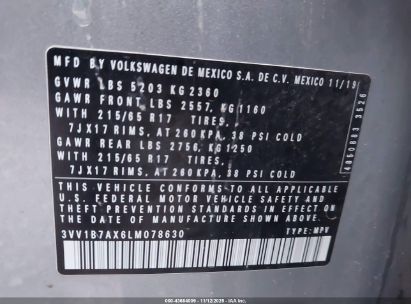 MFD BY VOLKSWAGEN DE MEXICO S.A. DE C.V. MEXICO 11/19
GVWR LBS 5203 KG 2360
GAWR FRONT LBS 2557, KG 1160
WITH 215/65 R17 TIRES,
7JX17 RIMS, AT 260 KPA, 38 PSI COLD
GAWR REAR LBS 2756, KG 1250
WITH 215/65 R17 TIRES,
7JX17 RIMS, AT 260 KPA, 38 PSI COLD
THIS VEHICLE CONFORMS TO ALL APPLICABLE
U.S. FEDERAL MOTOR VEHICLE SAFETY AND
THEFT PREVENTION STANDARDS IN EFFECT ON
THE DATE OF MANUFACTURE SHOWN ABOVE.
3VV1B7AX6LM078630 TYPE: MPV
4050883 3526